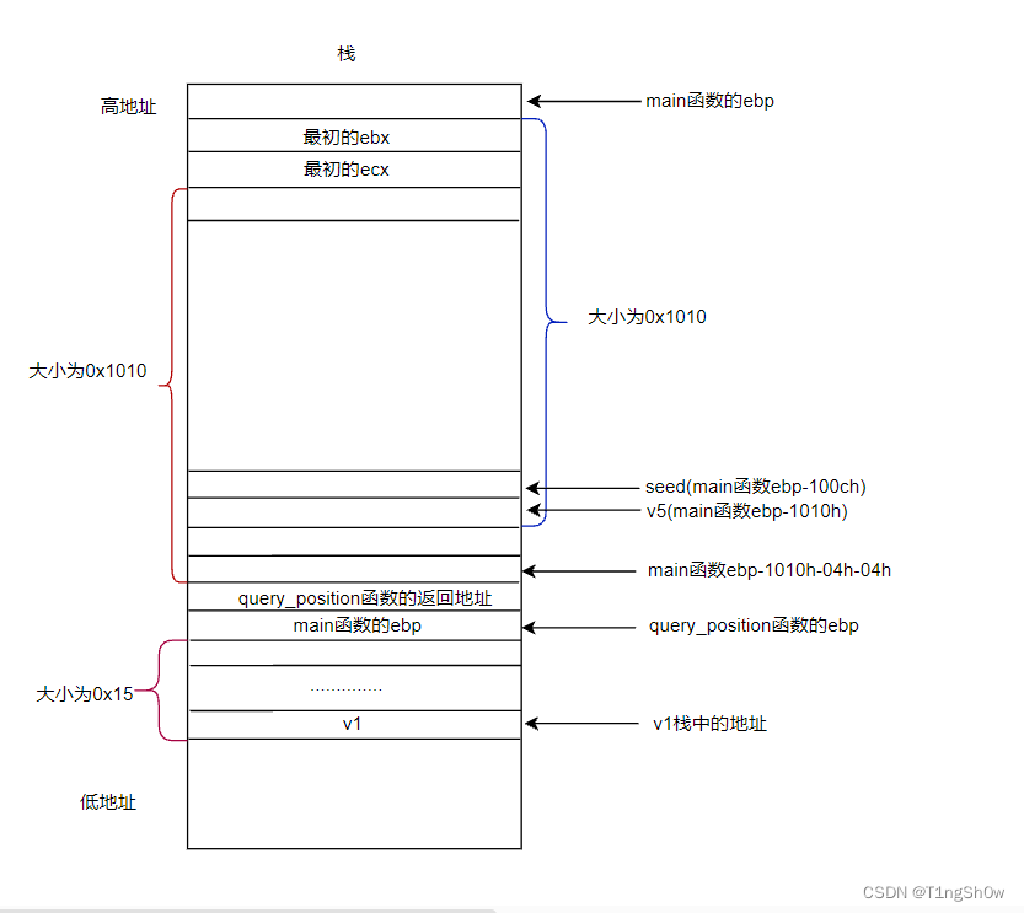 栈
高地址
main函数的ebp
最初的ebx
最初的ecx
大小为0x1010
大小为0x1010
seed(main函数ebp-100ch)
v5(main函数ebp-1010h)
main函数ebp-1010h-04h-04h
query_position函数的返回地址
main函数的ebp
query_position函数的ebp
大小为0x15
..............
v1
v1栈中的地址
低地址
CSDN @T1ngSh0w